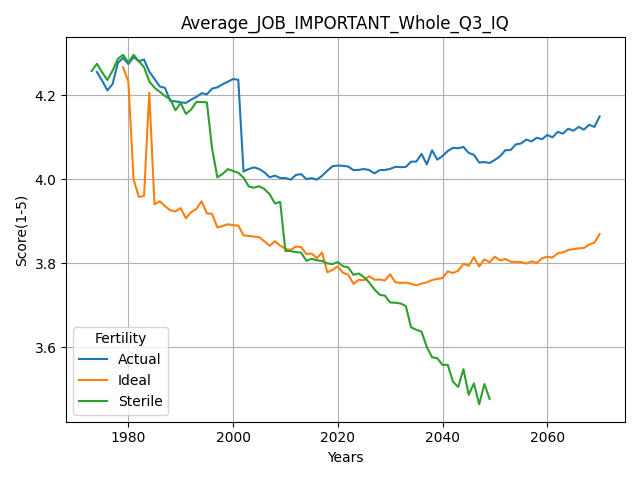 Average_JOB_IMPORTANT_Whole_Q3_IQ
Score(1-5)
4.2
4.0
3.8
3.6
Fertility
Actual
Ideal
Sterile
1980 2000 2020 2040 2060
Years